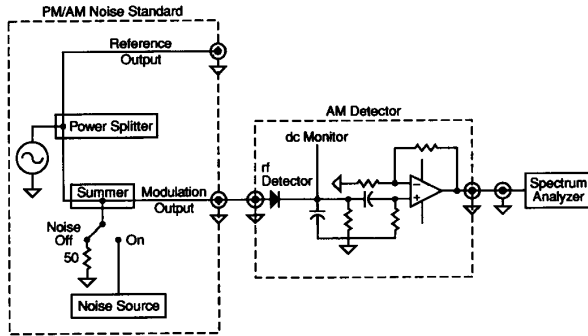 PM/AM Noise Standard
Reference
Output
Power Splitter
Summer
Modulation
Output
Noise
Off
On
50
Noise Source
AM Detector
dc Monitor
rf
Detector
Spectrum
Analyzer